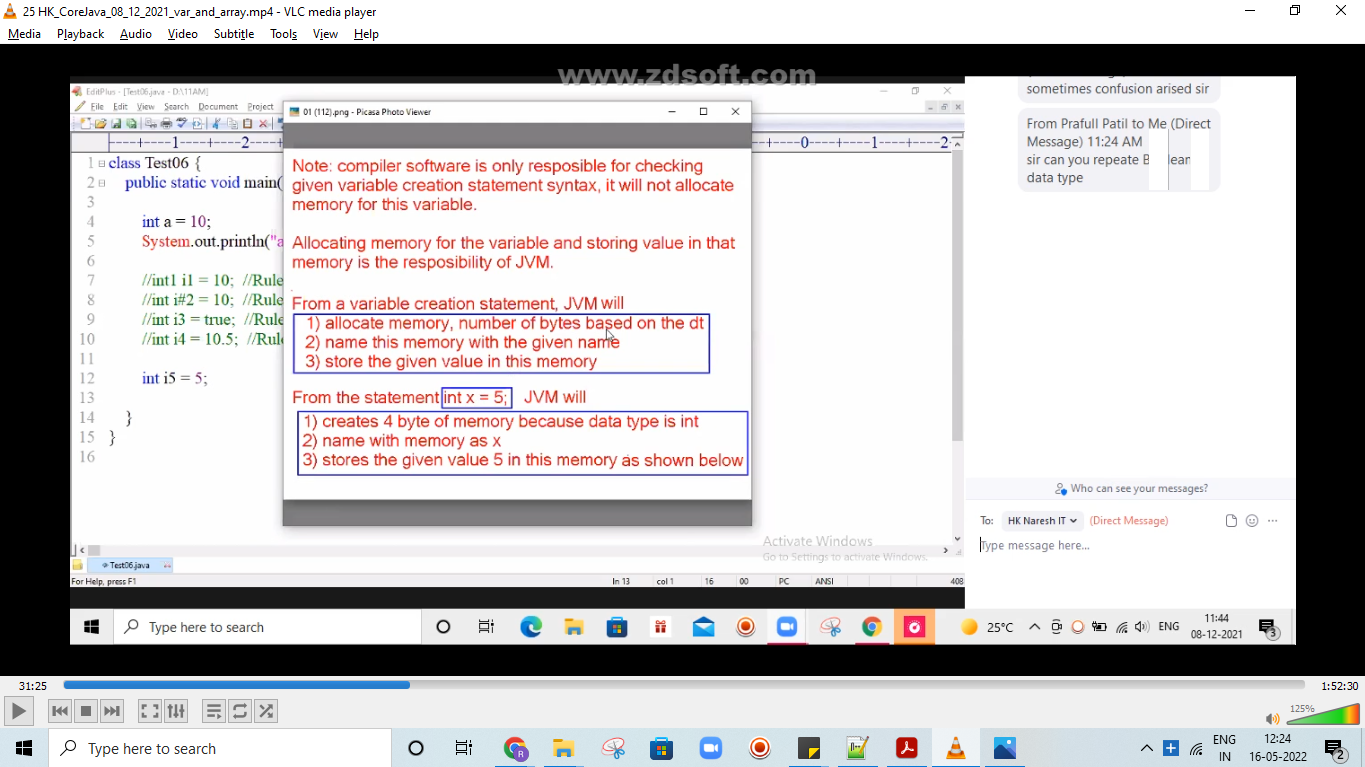 25 HK_CoreJava_08_12_2021_var_and_array.mp4 - VLC media player
Media Playback Audio Video Subtitle Tools View Help
www.zdsoft.com
EditPlus - [Test06.java - D:\11AM]
File Edit View Search Document Project
01 (112).png - Picasa Photo Viewer
----+----1----+----2-
--+----0----+----1----+----2-
1 class Test06 {
2 public static void main(
3
4 int a = 10;
5 System.out.println("a
6
7 //int1 i1 = 10; //Rule
8 //int i#2 = 10; //Rule
9 //int i3 = true; //Rule
10 //int i4 = 10.5; //Rul
11
12 int i5 = 5;
13
14 }
15 }
16
Note: compiler software is only resposible for checking
given variable creation statement syntax, it will not allocate
memory for this variable.
Allocating memory for the variable and storing value in that
memory is the resposibility of JVM.
From a variable creation statement, JVM will
1) allocate memory, number of bytes based on the dt
2) name this memory with the given name
3) store the given value in this memory
From the statement int x = 5; JVM will
1) creates 4 byte of memory because data type is int
2) name with memory as x
3) stores the given value 5 in this memory as shown below
Activate Windows
Go to Settings to activate Windows.
Test06.java
For Help, press F1
ln 13 col 1 16 00 PC ANSI 408
sometimes confusion arised sir
From Prafull Patil to Me (Direct
Message) 11:24 AM
sir can you repeat B lean
data type
Who can see your messages?
To: HK Naresh IT (Direct Message)
Type message here...
Type here to search
25°C
ENG
11:44
08-12-2021
3
31:25
1:52:30
125%
Type here to search
R
ENG
IN
12:24
16-05-2022
2